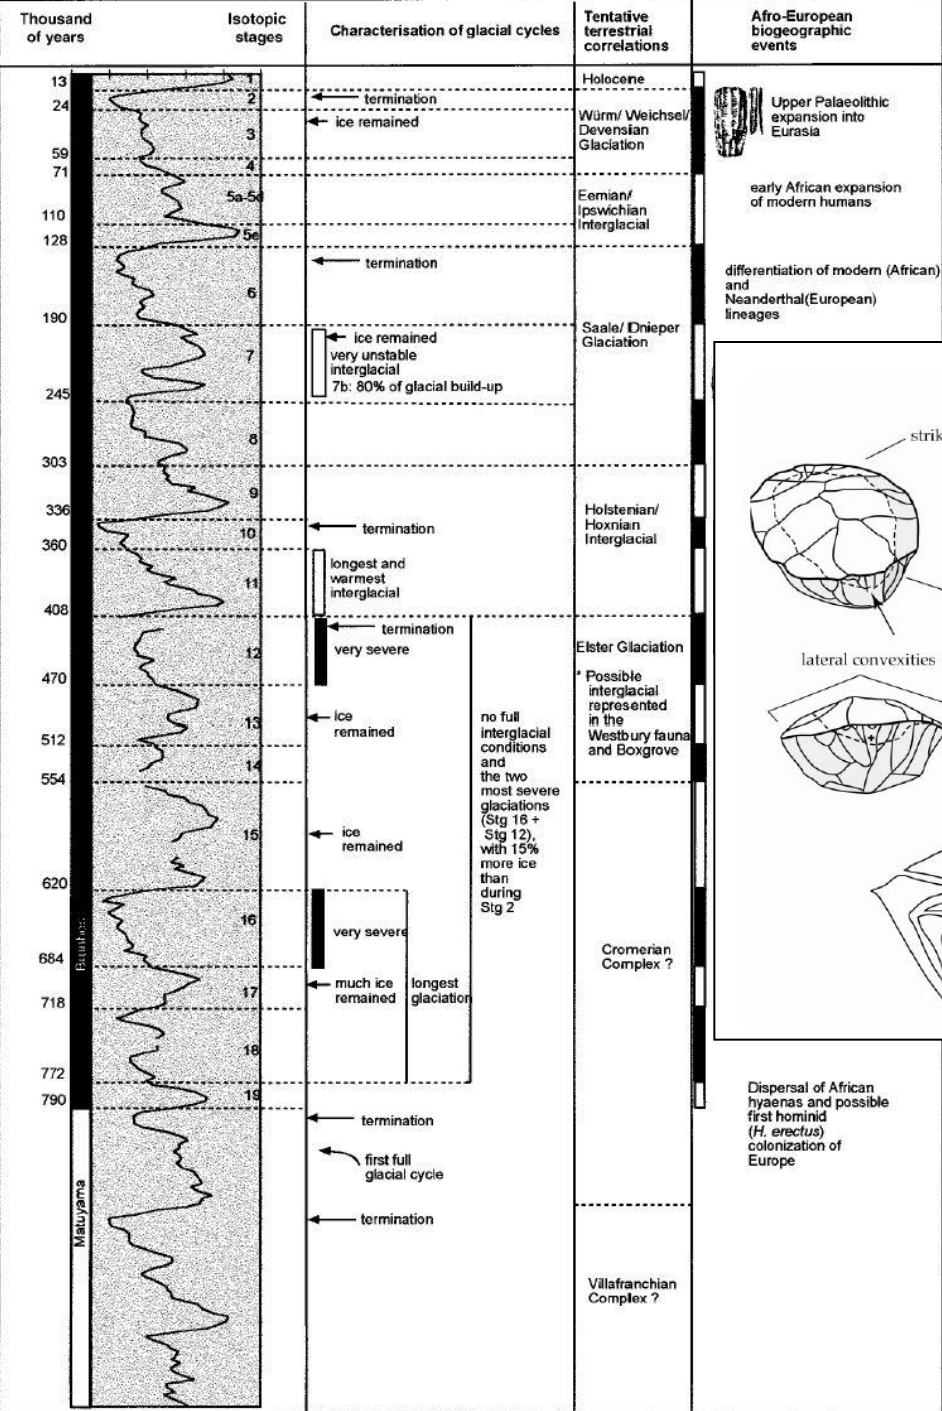 Thousand
of years
Isotopic
stages
Characterisation of glacial cycles
Tentative
terrestrial
correlations
Afro-European
biogeographic
events
13
24
59
71
110
128
190
245
303
336
360
408
470
512
554
620
684
718
772
790
Brunhes
Matuyama
1
2
3
4
5a-5d
5e
6
7
8
9
10
11
12
13
14
15
16
17
18
19
termination
ice remained
termination
ice remained
very unstable
interglacial
7b: 80% of glacial build-up
termination
longest and
warmest
interglacial
termination
very severe
ice
remained
ice
remained
very severe
much ice
remained
longest
glaciation
no full
interglacial
conditions
and
the two
most severe
glaciations
(Stg 16 +
Stg 12),
with 15%
more ice
than
during
Stg 2
termination
first full
glacial cycle
termination
Holocene
Würm/ Weichsel/
Devensian
Glaciation
Eemian/
Ipswichian
Interglacial
Saale/ Dnieper
Glaciation
Holstenian/
Hoxnian
Interglacial
Elster Glaciation
* Possible
interglacial
represented
in the
Westbury fauna
and Boxgrove
Cromerian
Complex ?
Villafranchian
Complex ?
Upper Palaeolithic
expansion into
Eurasia
early African expansion
of modern humans
differentiation of modern (African)
and
Neanderthal(European)
lineages
strik
lateral convexities
Dispersal of African
hyaenas and possible
first hominid
(H. erectus)
colonization of
Europe